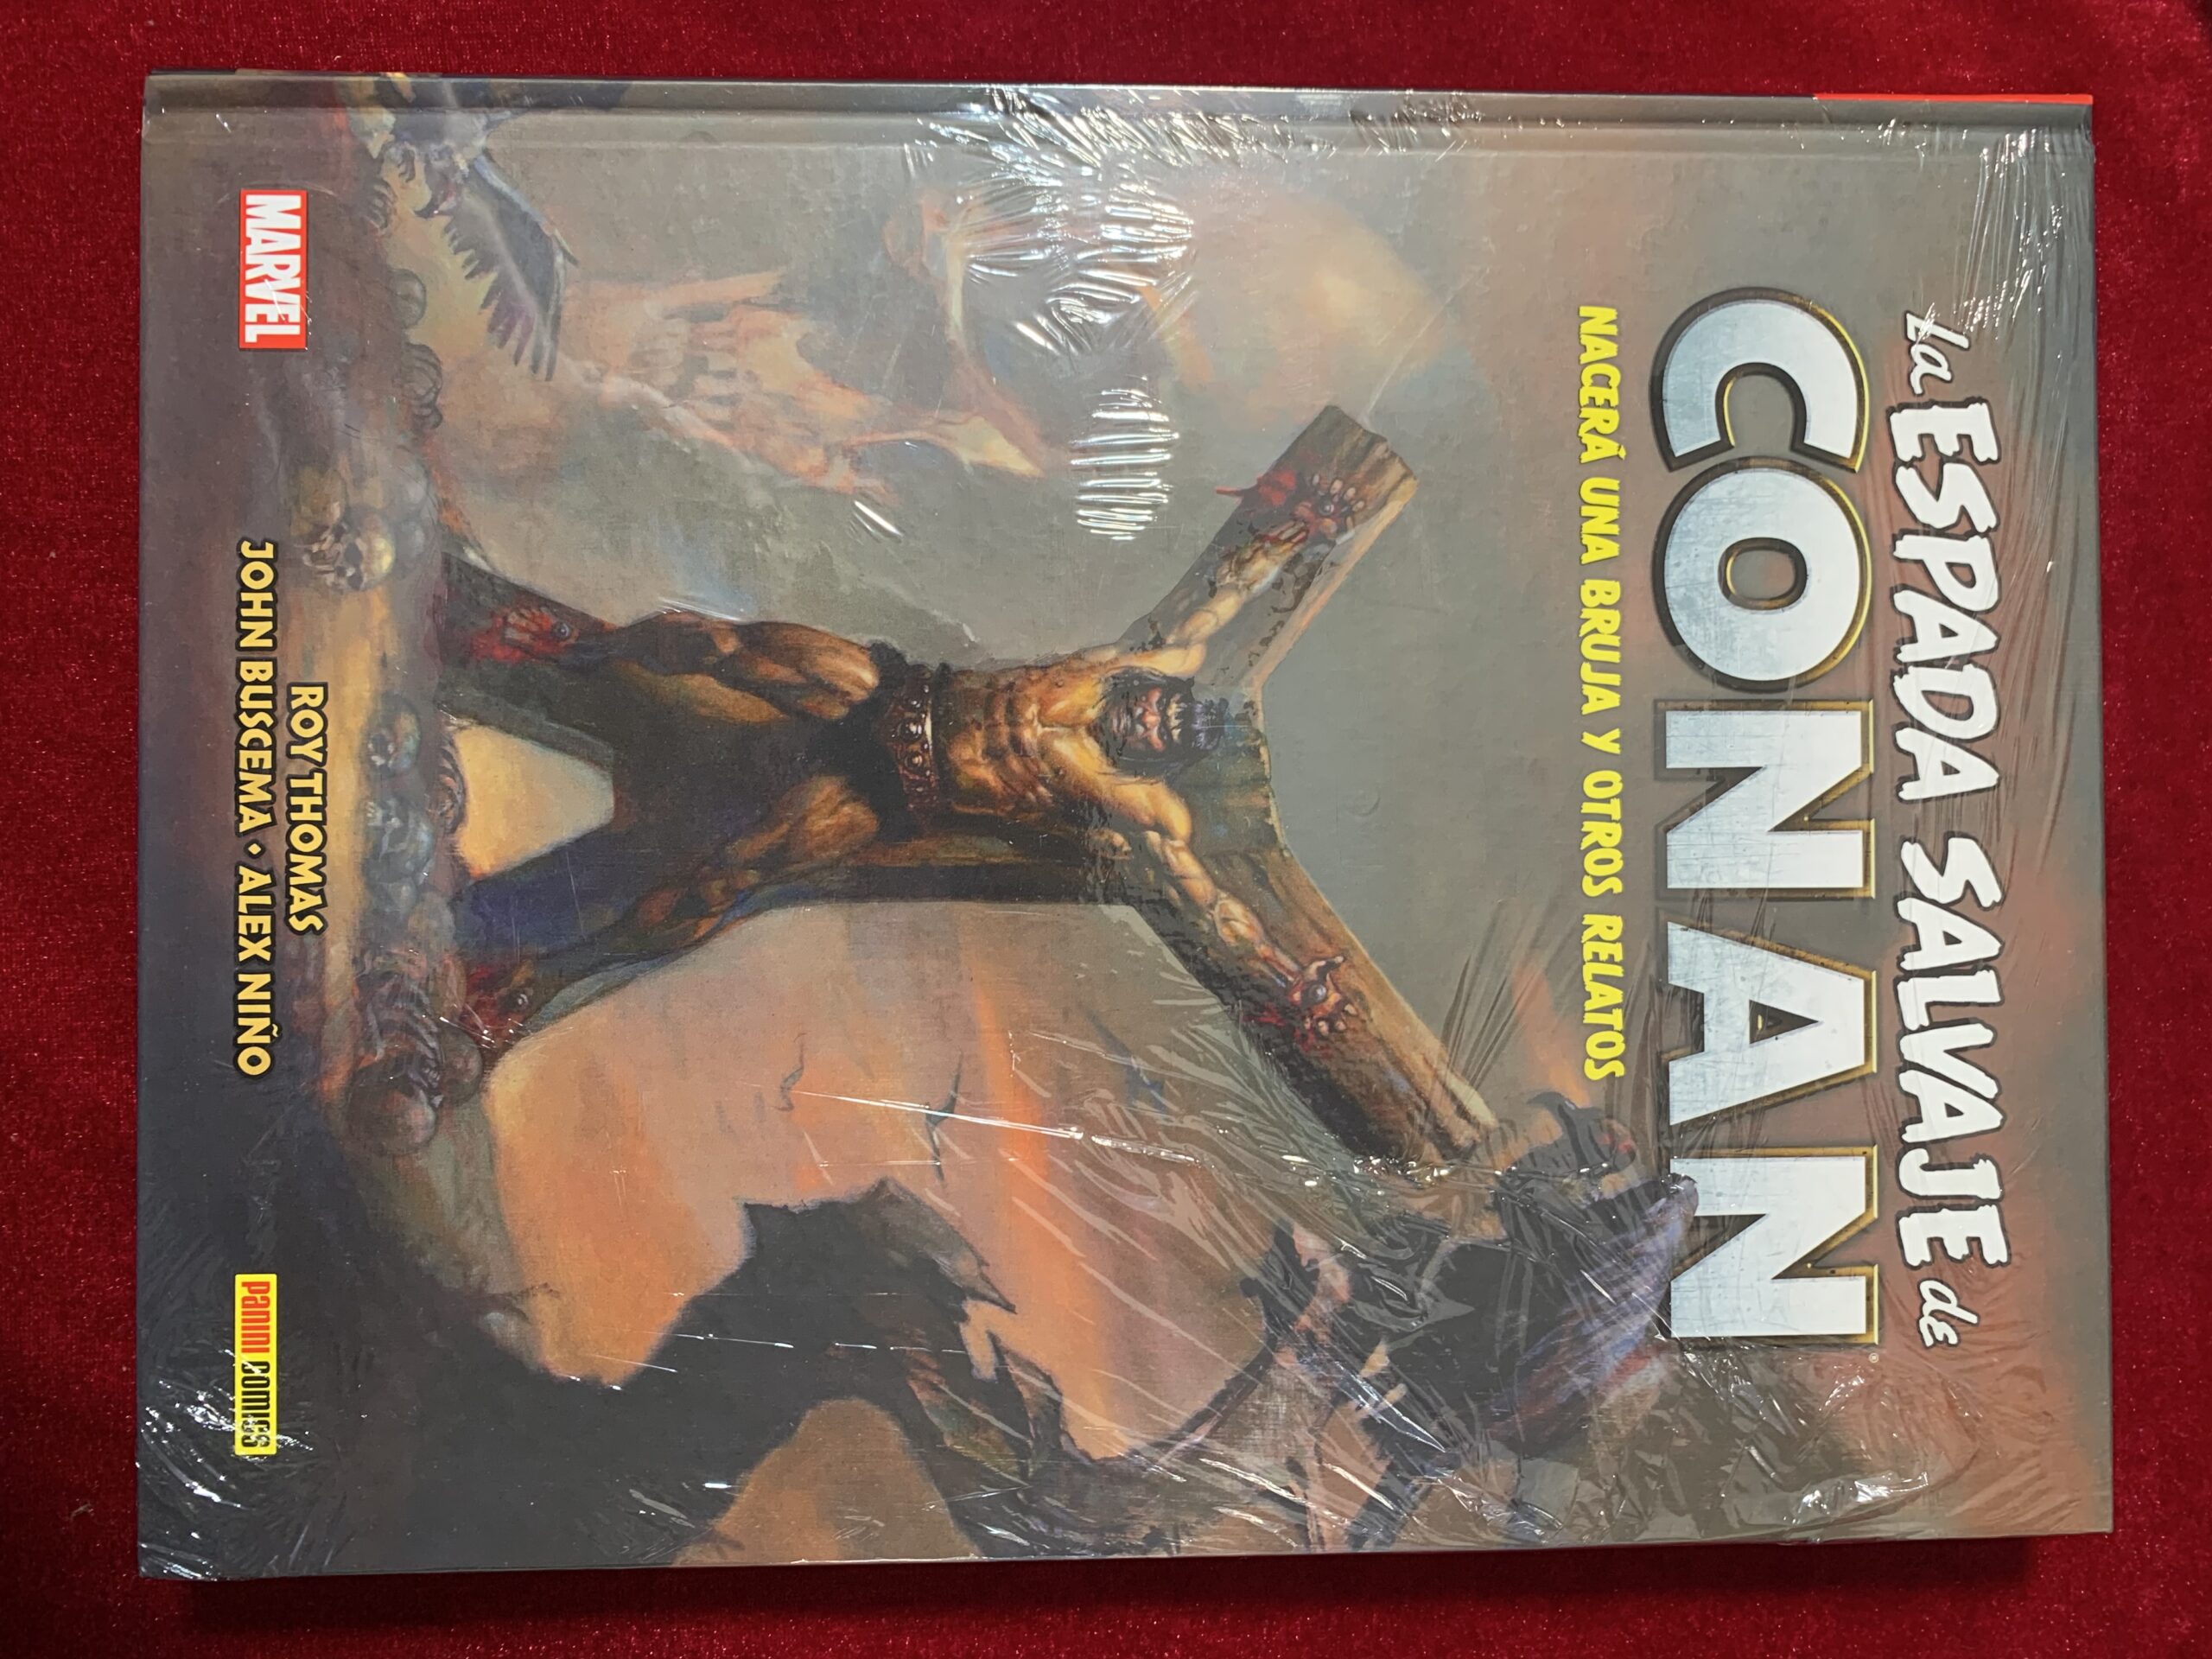 La ESPADA SALVAJE de
CONAN
NACERÁ UNA BRUJA Y OTROS RELATOS
MARVEL
ROY THOMAS
JOHN BUSCEMA • ALEX NIÑO
PANINI COMICS